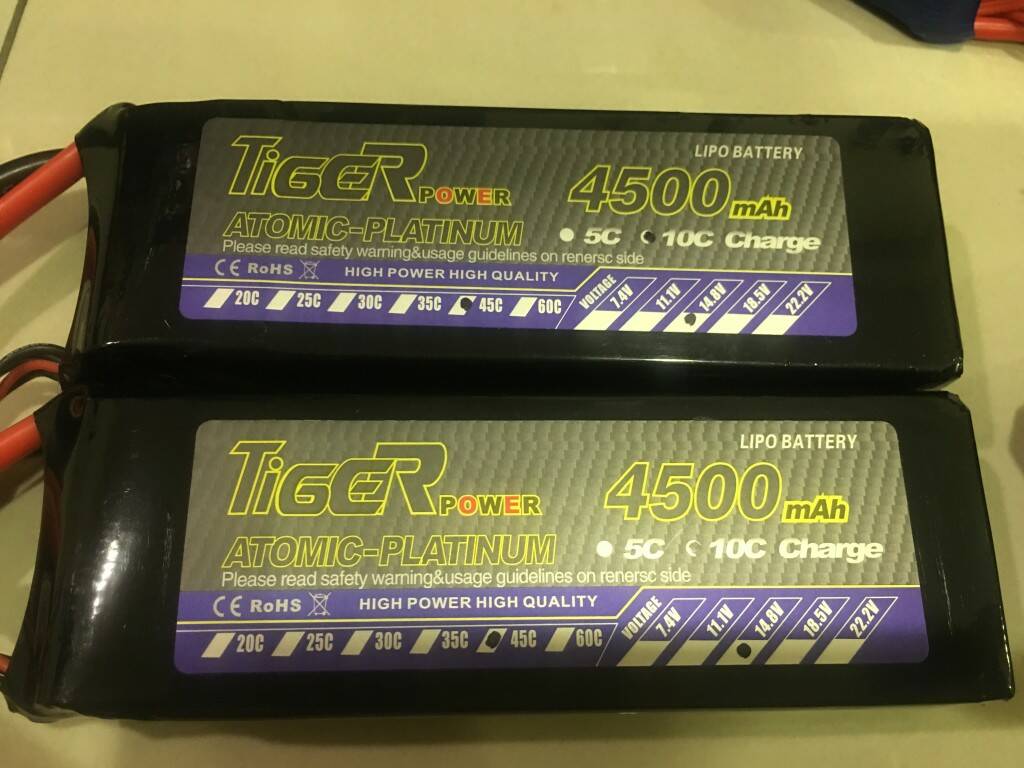 TIGER POWER
LIPO BATTERY
4500 mAh
ATOMIC-PLATINUM
5C 10C Charge
Please read safety warning&usage guidelines on renersc side
CE RoHS HIGH POWER HIGH QUALITY
20C 25C 30C 35C 45C 60C
VOLTAGE 7.4V 11.1V 14.8V 18.5V 22.2V
TIGER POWER
LIPO BATTERY
4500 mAh
ATOMIC-PLATINUM
5C 10C Charge
Please read safety warning&usage guidelines on renersc side
CE RoHS HIGH POWER HIGH QUALITY
20C 25C 30C 35C 45C 60C
VOLTAGE 7.4V 11.1V 14.8V 18.5V 22.2V